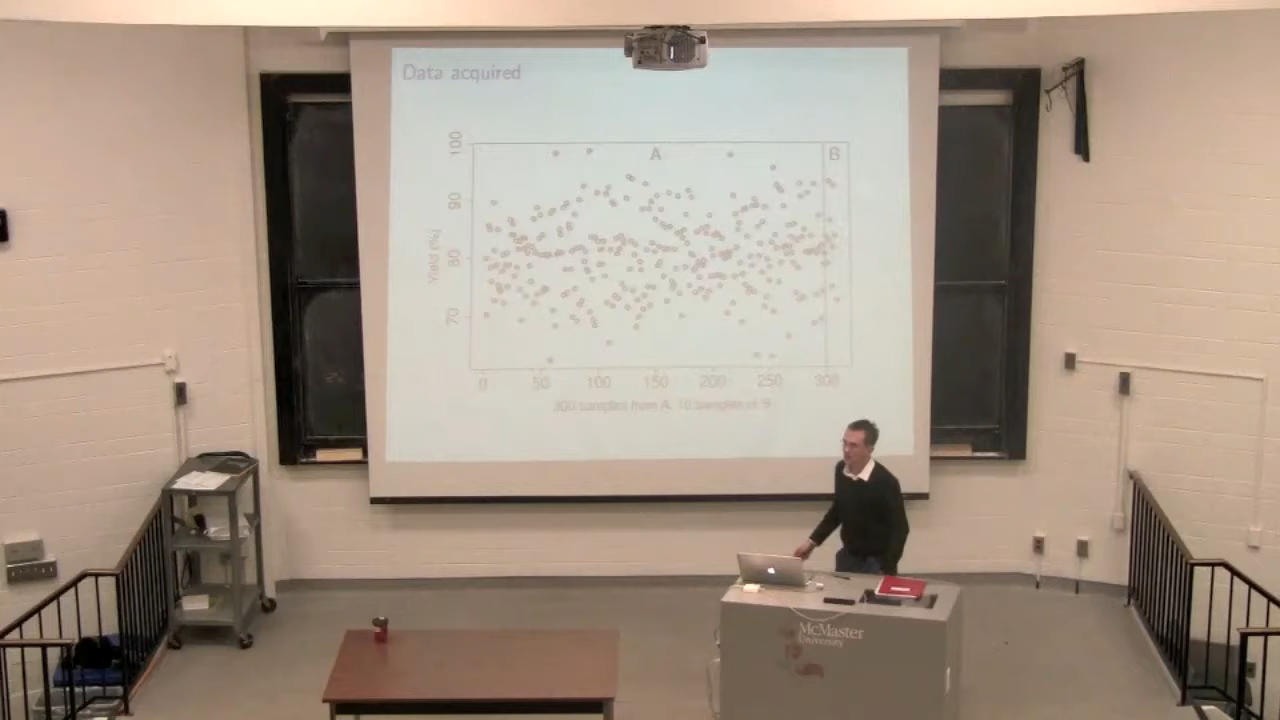 Data acquired
100
A
B
90
Yield (%)
80
70
0 50 100 150 200 250 300
300 samples from A, 10 samples of B
McMaster
University